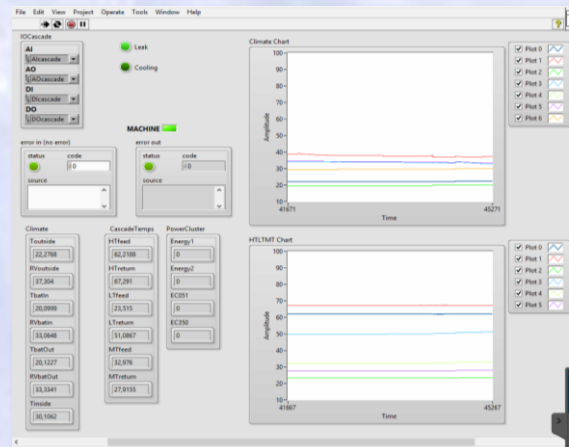 File Edit View Project Operate Tools Window Help
IOCascade
AI
AIcascade
AO
AOcascade
DI
DIcascade
DO
DOcascade
Leak
Cooling
MACHINE
error in (no error)
status code
0
source
error out
status code
0
source
Climate
Toutside
22,2768
RVoutside
37,304
TbatIn
20,0999
RVbatin
33,0648
TbatOut
20,1227
RVbatOut
33,3341
Tinside
30,1062
CascadeTemps
HTfeed
62,2188
HTreturn
67,291
LTfeed
23,515
LTreturn
51,0867
MTfeed
32,976
MTreturn
27,9155
PowerCluster
Energy1
0
Energy2
0
EC051
0
EC350
0
Climate Chart
Amplitude
100
90
80
70
60
50
40
30
20
10
41671 45271
Time
Plot 0
Plot 1
Plot 2
Plot 3
Plot 4
Plot 5
Plot 6
HTLTMT Chart
Amplitude
100
90
80
70
60
50
40
30
20
10
41667 45267
Time
Plot 0
Plot 1
Plot 2
Plot 3
Plot 4
Plot 5